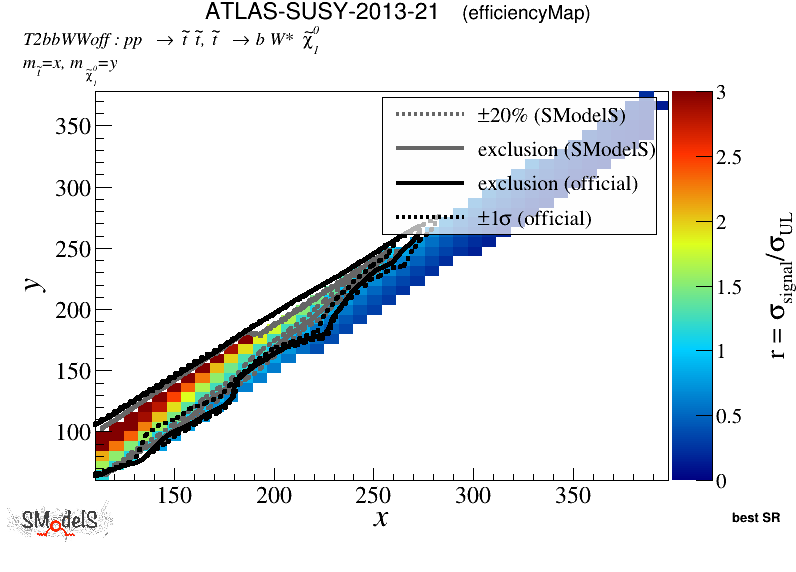 ATLAS-SUSY-2013-21 (efficiencyMap)
T2bbWWoff : pp → t̃ t̃, t̃ → b W* χ̃₁⁰
m_t̃=x, m_χ̃₁⁰=y
±20% (SModelS)
exclusion (SModelS)
exclusion (official)
±1σ (official)
350
300
250
200
150
100
y
150 200 250 300 350
x
3
2.5
2
1.5
1
0.5
0
r = σ_signal/σ_UL
SModelS
best SR